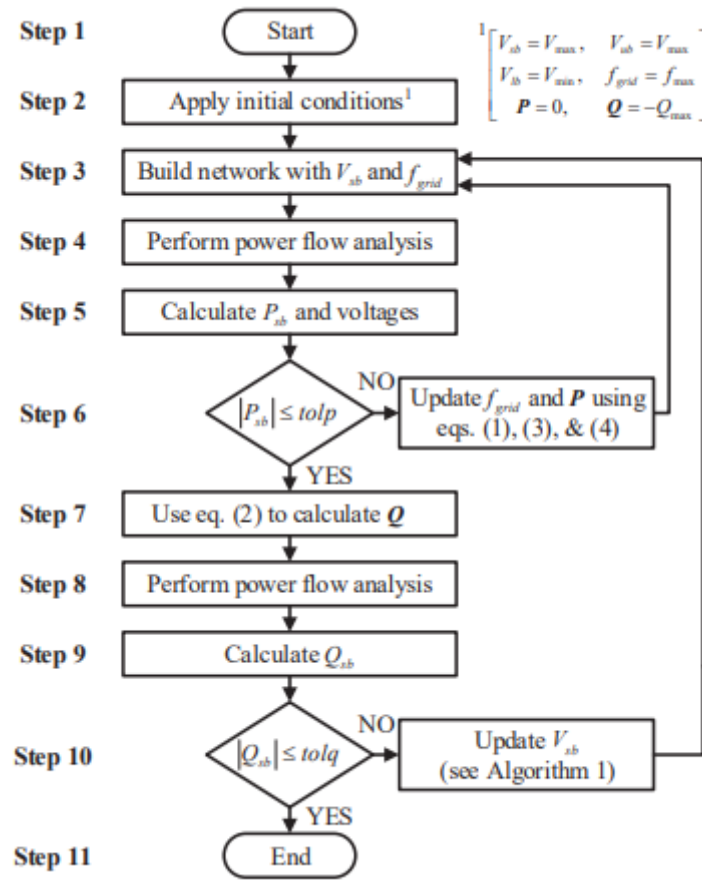 Step 1
Start
1 V_sb = V_max, V_ub = V_max
V_lb = V_min, f_grid = f_max
P = 0, Q = −Q_max
Step 2
Apply initial conditions¹
Step 3
Build network with V_sb and f_grid
Step 4
Perform power flow analysis
Step 5
Calculate P_sb and voltages
Step 6
|P_sb| ≤ tolp
NO
Update f_grid and P using
eqs. (1), (3), & (4)
YES
Step 7
Use eq. (2) to calculate Q
Step 8
Perform power flow analysis
Step 9
Calculate Q_sb
Step 10
|Q_sb| ≤ tolq
NO
Update V_sb
(see Algorithm 1)
YES
Step 11
End